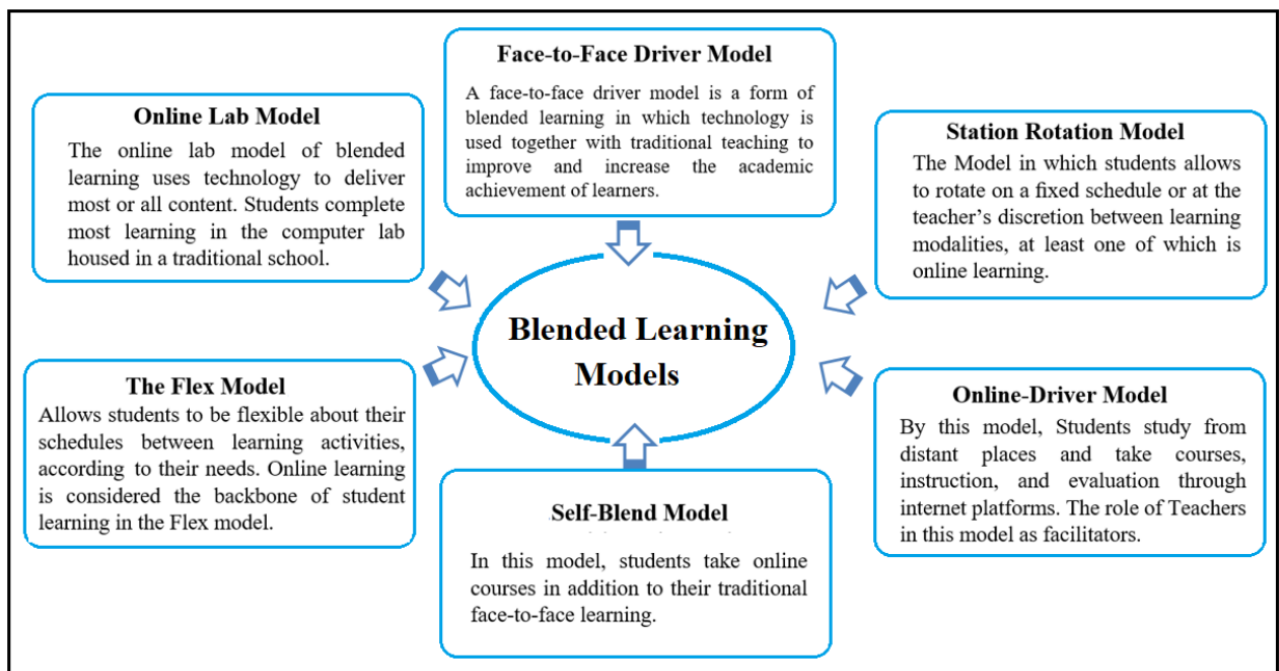 Face-to-Face Driver Model
A face-to-face driver model is a form of
blended learning in which technology is
used together with traditional teaching to
improve and increase the academic
achievement of learners.
Online Lab Model
The online lab model of blended
learning uses technology to deliver
most or all content. Students complete
most learning in the computer lab
housed in a traditional school.
Station Rotation Model
The Model in which students allows
to rotate on a fixed schedule or at the
teacher’s discretion between learning
modalities, at least one of which is
online learning.
Blended Learning
Models
The Flex Model
Allows students to be flexible about their
schedules between learning activities,
according to their needs. Online learning
is considered the backbone of student
learning in the Flex model.
Online-Driver Model
By this model, Students study from
distant places and take courses,
instruction, and evaluation through
internet platforms. The role of Teachers
in this model as facilitators.
Self-Blend Model
In this model, students take online
courses in addition to their traditional
face-to-face learning.